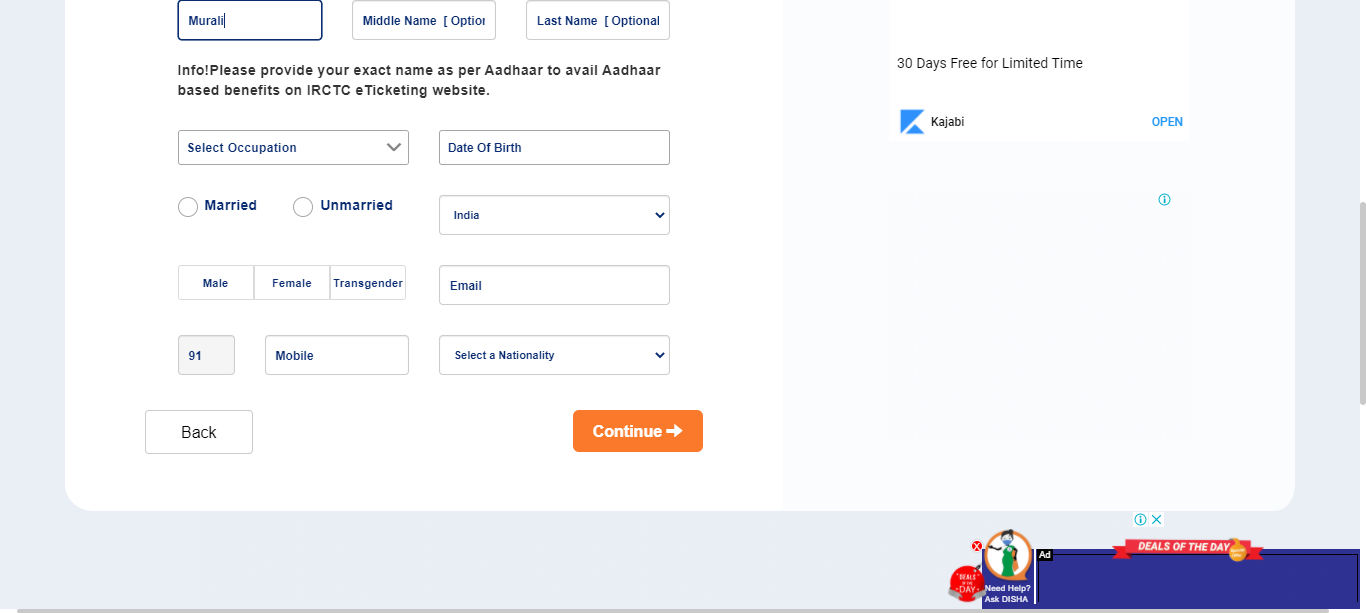 Murali
Middle Name [ Option
Last Name [ Optional
Info!Please provide your exact name as per Aadhaar to avail Aadhaar
based benefits on IRCTC eTicketing website.
Select Occupation
Date Of Birth
Married
Unmarried
India
Male
Female
Transgender
Email
91
Mobile
Select a Nationality
Back
Continue
30 Days Free for Limited Time
Kajabi
OPEN
DEALS OF THE DAY
Ad
DEALS
OF THE
DAY
Need Help?
Ask DISHA